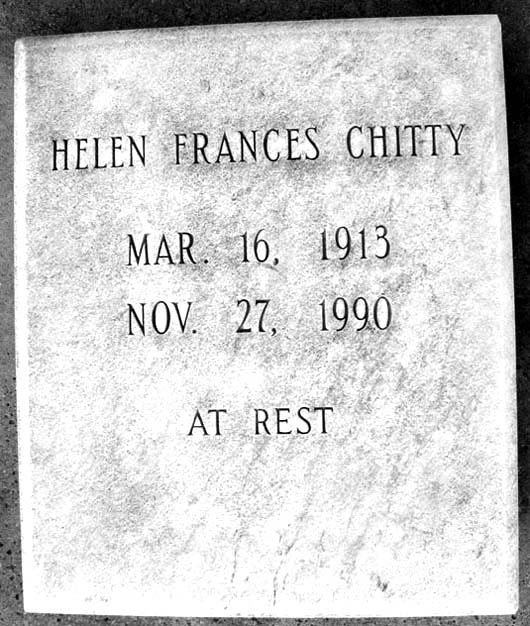 HELEN FRANCES CHITTY
MAR. 16, 1913
NOV. 27, 1990
AT REST